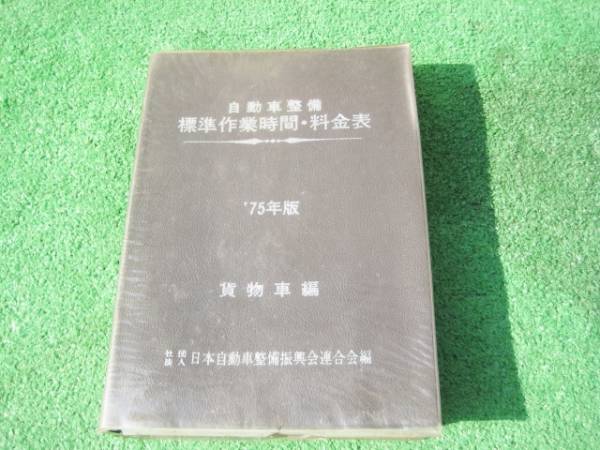 自動車整備
標準作業時間・料金表
'75年版
貨物車編
社団法人日本自動車整備振興会連合会編